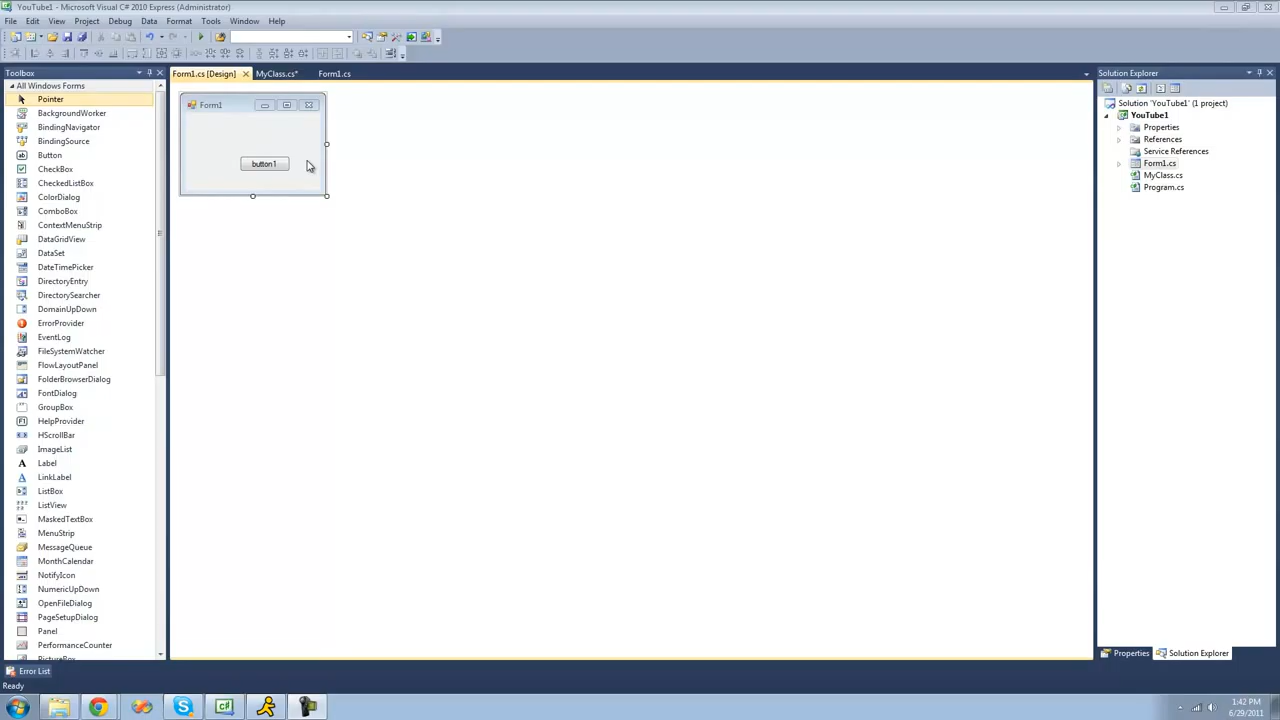 YouTube1 - Microsoft Visual C# 2010 Express (Administrator)
File Edit View Project Debug Data Format Tools Window Help
Toolbox
All Windows Forms
Pointer
BackgroundWorker
BindingNavigator
BindingSource
Button
CheckBox
CheckedListBox
ColorDialog
ComboBox
ContextMenuStrip
DataGridView
DataSet
DateTimePicker
DirectoryEntry
DirectorySearcher
DomainUpDown
ErrorProvider
EventLog
FileSystemWatcher
FlowLayoutPanel
FolderBrowserDialog
FontDialog
GroupBox
HelpProvider
HScrollBar
ImageList
Label
LinkLabel
ListBox
ListView
MaskedTextBox
MenuStrip
MessageQueue
MonthCalendar
NotifyIcon
NumericUpDown
OpenFileDialog
PageSetupDialog
Panel
PerformanceCounter
Form1.cs [Design] MyClass.cs* Form1.cs
Form1
button1
Solution Explorer
Solution 'YouTube1' (1 project)
YouTube1
Properties
References
Service References
Form1.cs
MyClass.cs
Program.cs
Properties Solution Explorer
Error List
Ready
1:42 PM
6/29/2011